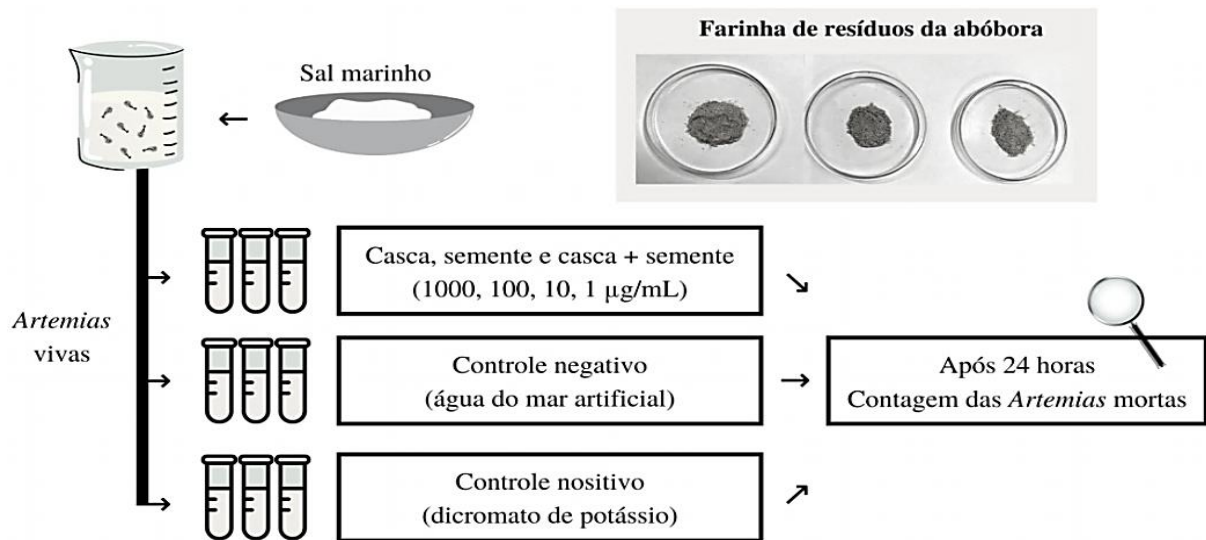 Farinha de resíduos da abóbora
Sal marinho
Artemias
vivas
Casca, semente e casca + semente
(1000, 100, 10, 1 µg/mL)
Controle negativo
(água do mar artificial)
Controle nositivo
(dicromato de potássio)
Após 24 horas
Contagem das Artemias mortas